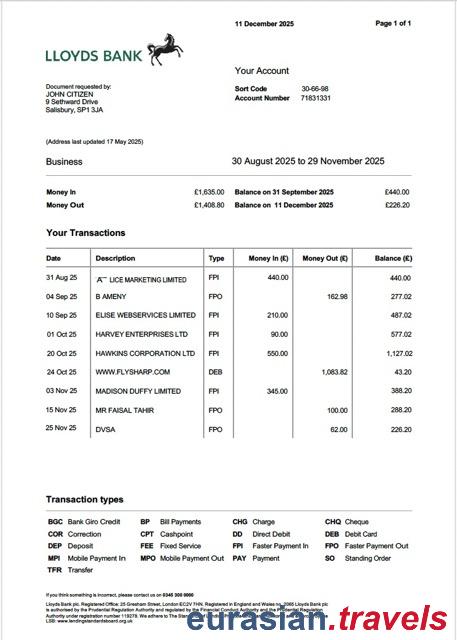 11 December 2025
Page 1 of 1
LLOYDS BANK
Your Account
Document requested by:
JOHN CITIZEN
9 Sethward Drive
Salisbury, SP1 3JA
Sort Code 30-66-98
Account Number 71831331
(Address last updated 17 May 2025)
Business 30 August 2025 to 29 November 2025
Money In £1,635.00 Balance on 31 September 2025 £440.00
Money Out £1,408.80 Balance on 11 December 2025 £226.20
Your Transactions
Date Description Type Money In (£) Money Out (£) Balance (£)
31 Aug 25 A LICE MARKETING LIMITED FPI 440.00 440.00
04 Sep 25 B AMENY FPO 162.98 277.02
10 Sep 25 ELISE WEBSERVICES LIMITED FPI 210.00 487.02
01 Oct 25 HARVEY ENTERPRISES LTD FPI 90.00 577.02
20 Oct 25 HAWKINS CORPORATION LTD FPI 550.00 1,127.02
24 Oct 25 WWW.FLYSHARP.COM DEB 1,083.82 43.20
03 Nov 25 MADISON DUFFY LIMITED FPI 345.00 388.20
15 Nov 25 MR FAISAL TAHIR FPO 100.00 288.20
25 Nov 25 DVSA FPO 62.00 226.20
Transaction types
BGC Bank Giro Credit BP Bill Payments CHG Charge CHQ Cheque
COR Correction CPT Cashpoint DD Direct Debit DEB Debit Card
DEP Deposit FEE Fixed Service FPI Faster Payment In FPO Faster Payment Out
MPI Mobile Payment In MPO Mobile Payment Out PAY Payment SO Standing Order
TFR Transfer
If you think something is incorrect, please contact us on 0345 300 0000
Lloyds Bank plc. Registered Office: 25 Gresham Street, London EC2V 7HN. Registered in England and Wales no. 2065 Lloyds Bank plc
is authorised by the Prudential Regulation Authority and regulated by the Financial Conduct Authority and the Prudential Regulation
Authority under registration number 119278. We adhere to The Standards of
LSB: www.lendingstandardsboard.org.uk
eurasian.travels